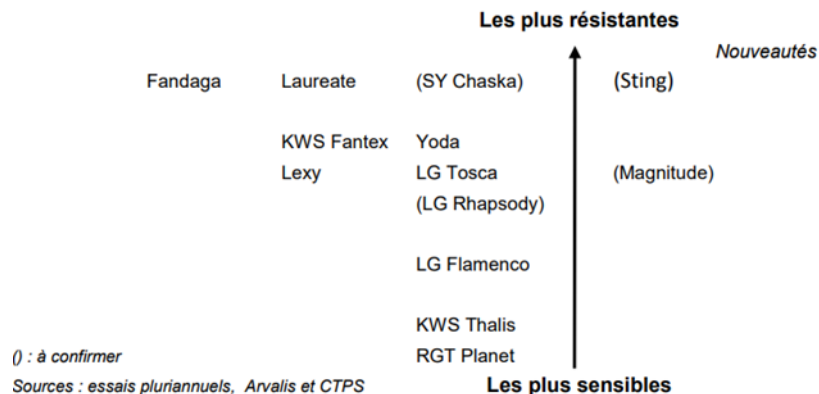 Les plus résistantes
Nouveautés
Fandaga Laureate (SY Chaska) (Sting)
KWS Fantex Yoda
Lexy LG Tosca (Magnitude)
(LG Rhapsody)
LG Flamenco
KWS Thalis
() : à confirmer RGT Planet
Sources : essais pluriannuels, Arvalis et CTPS Les plus sensibles